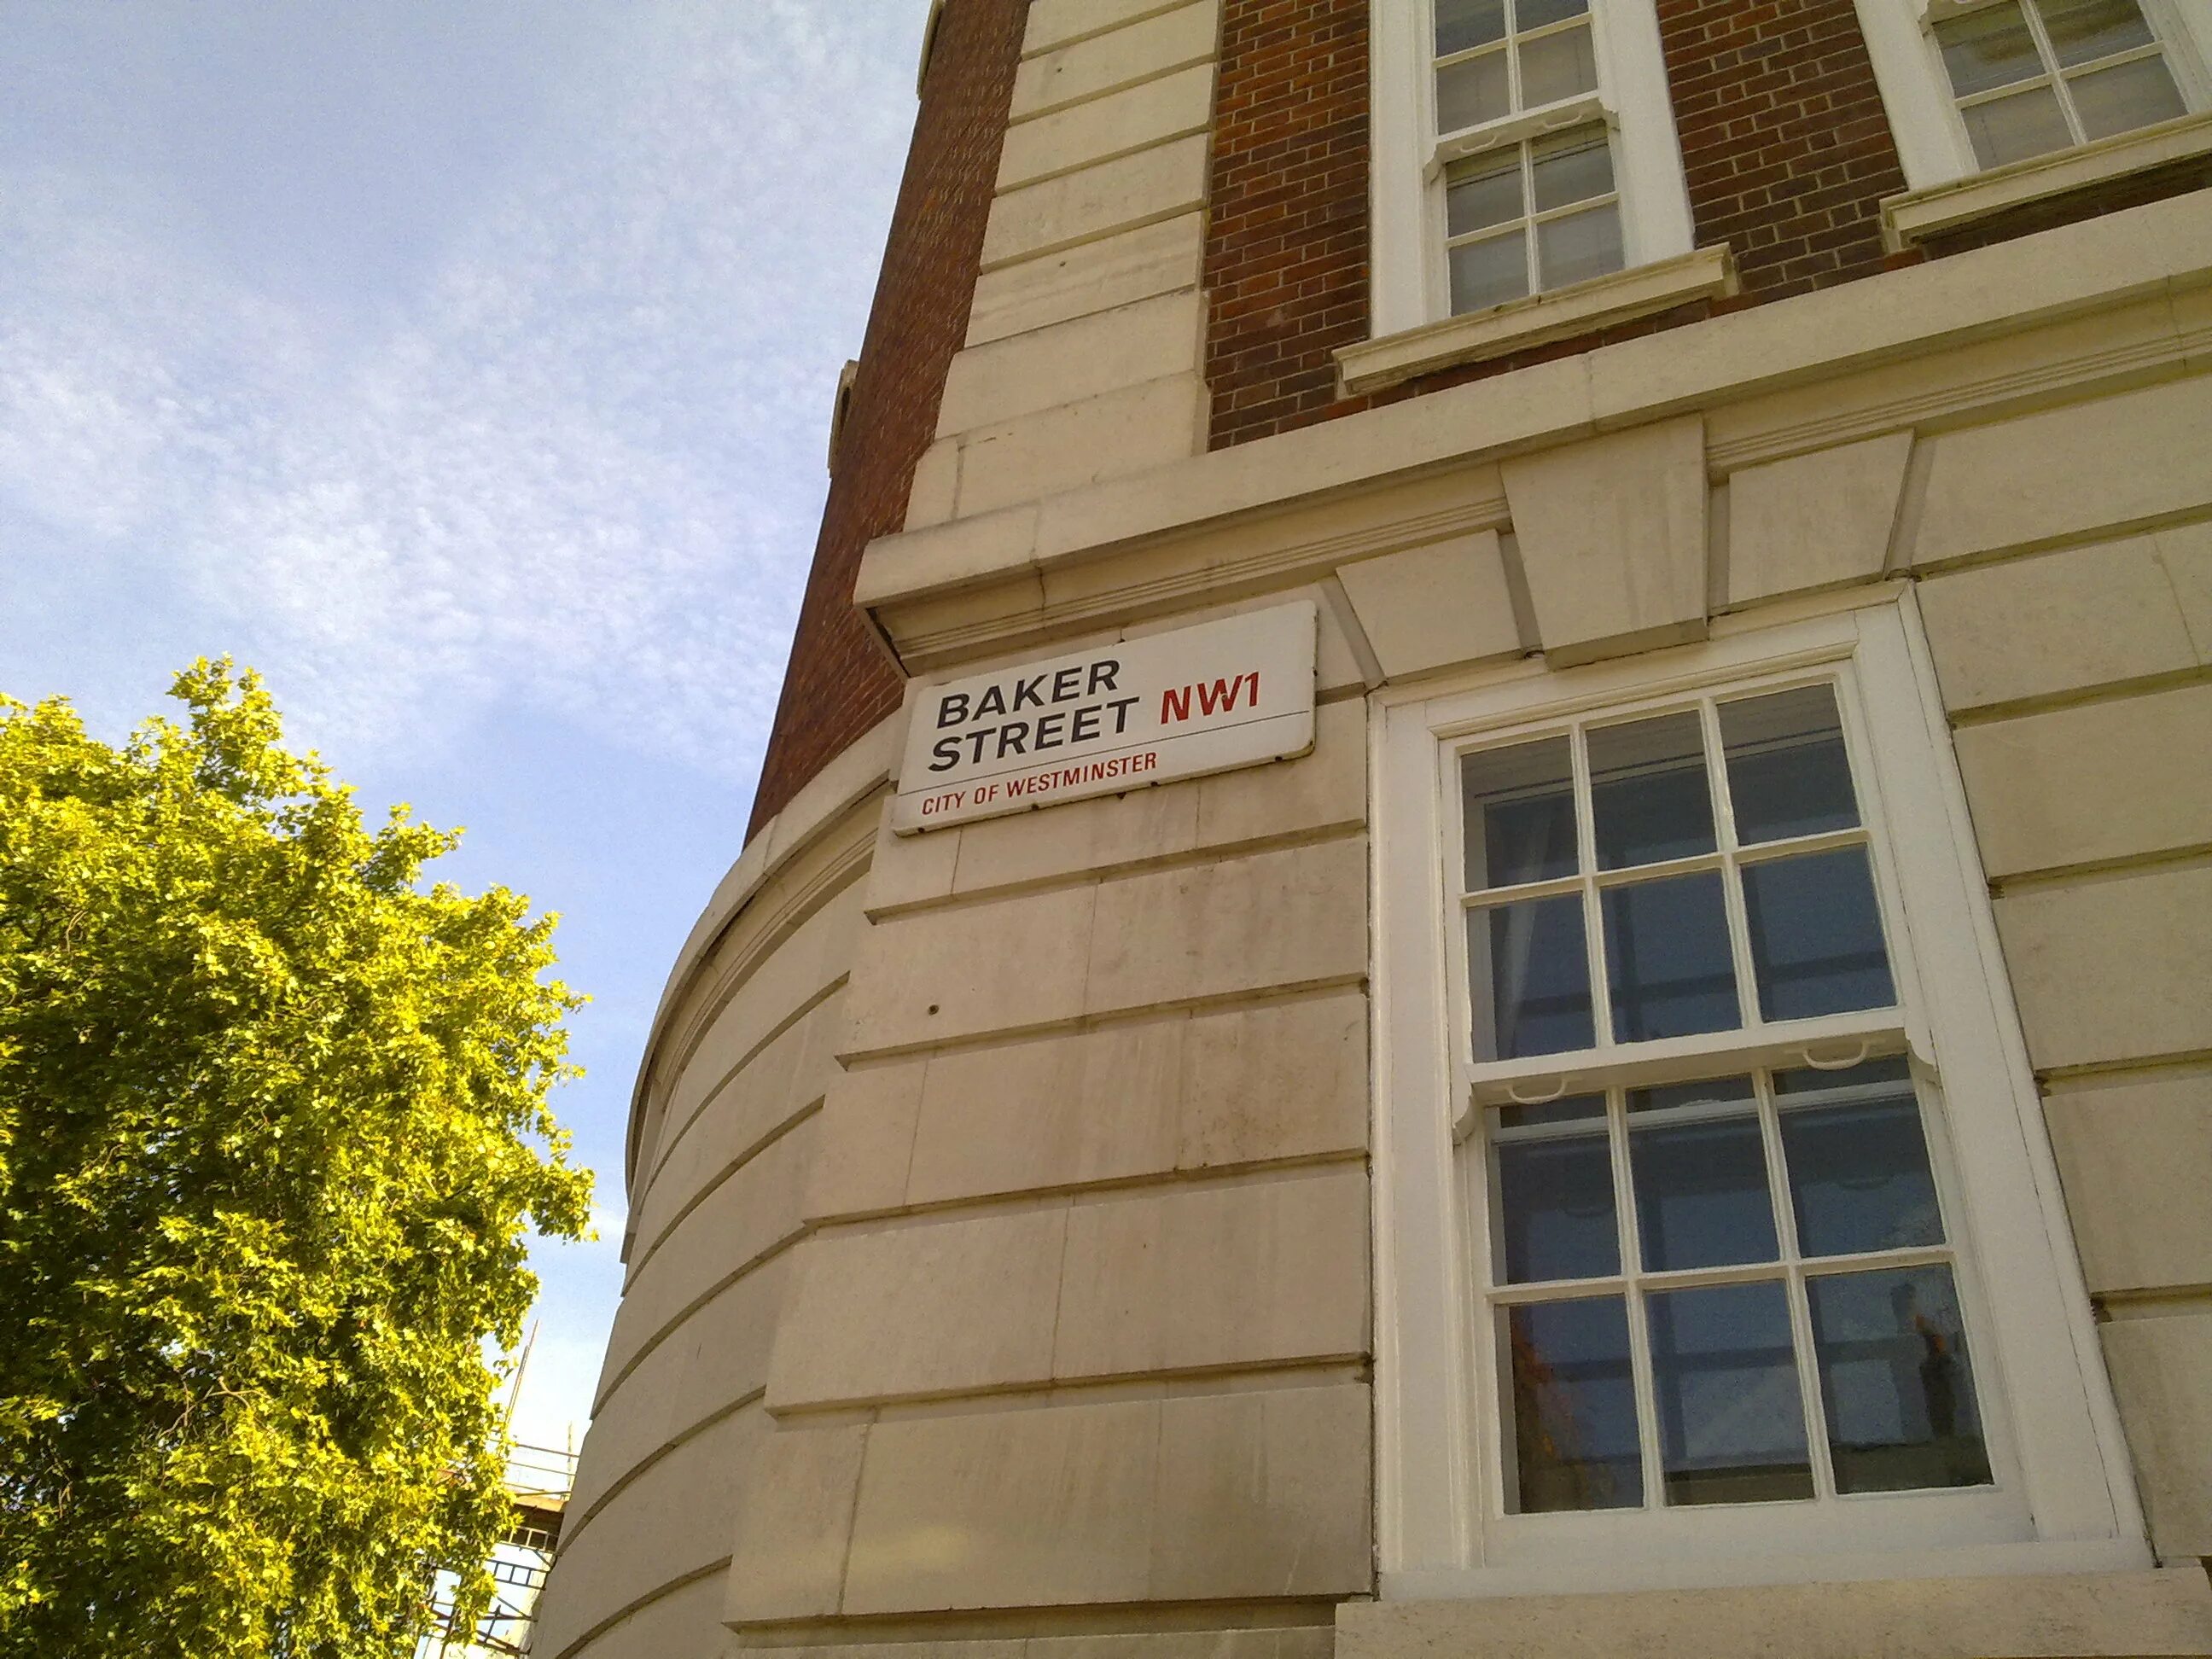 BAKER
STREET NW1
CITY OF WESTMINSTER